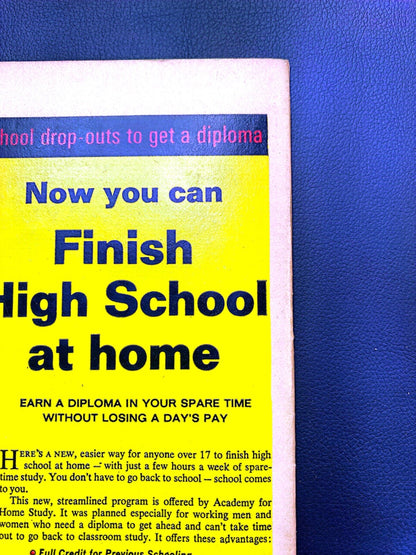 hool drop-outs to get a diploma
Now you can
Finish
High School
at home
EARN A DIPLOMA IN YOUR SPARE TIME
WITHOUT LOSING A DAY'S PAY
HERE'S A NEW, easier way for anyone over 17 to finish high
school at home — with just a few hours a week of spare-
time study. You don't have to go back to school — school comes
to you.
This new, streamlined program is offered by Academy for
Home Study. It was planned especially for working men and
women who need a diploma to get ahead and can't take time
out to go back to classroom study. It offers these advantages:
● Full Credit for Previous Schooling